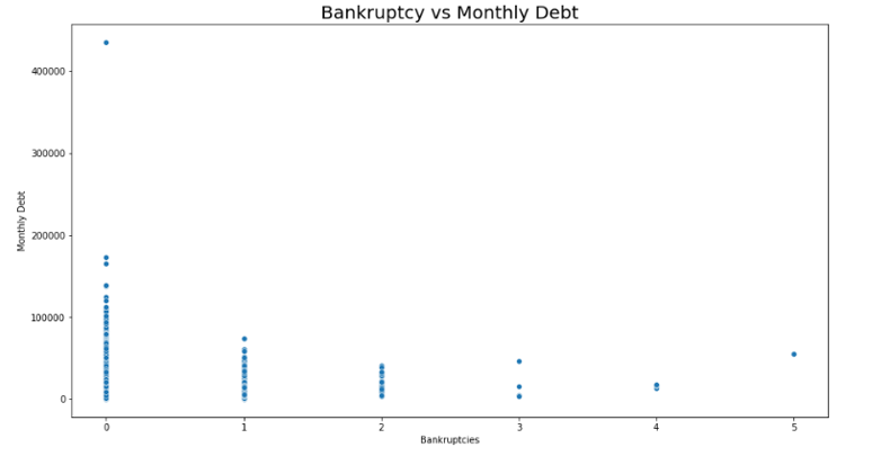 Bankruptcy vs Monthly Debt
400000
300000
200000
100000
0
Monthly Debt
0 1 2 3 4 5
Bankruptcies